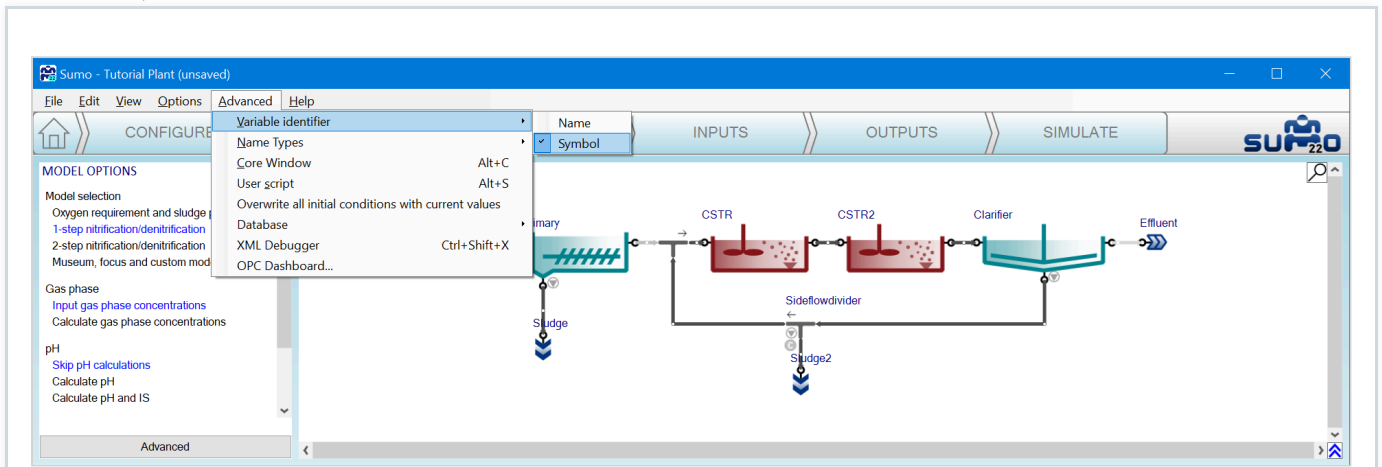 Sumo - Tutorial Plant (unsaved)
File Edit View Options Advanced Help
CONFIGURE INPUTS OUTPUTS SIMULATE
SUMO 22
Variable identifier
Name Types
Core Window Alt+C
User script Alt+S
Overwrite all initial conditions with current values
Database
XML Debugger Ctrl+Shift+X
OPC Dashboard...
Name
Symbol
MODEL OPTIONS
Model selection
Oxygen requirement and sludge
1-step nitrification/denitrification
2-step nitrification/denitrification
Museum, focus and custom mod
Gas phase
Input gas phase concentrations
Calculate gas phase concentrations
pH
Skip pH calculations
Calculate pH
Calculate pH and IS
Advanced
imary
CSTR
CSTR2
Clarifier
Effluent
Sideflowdivider
Sludge
C
Sludge2